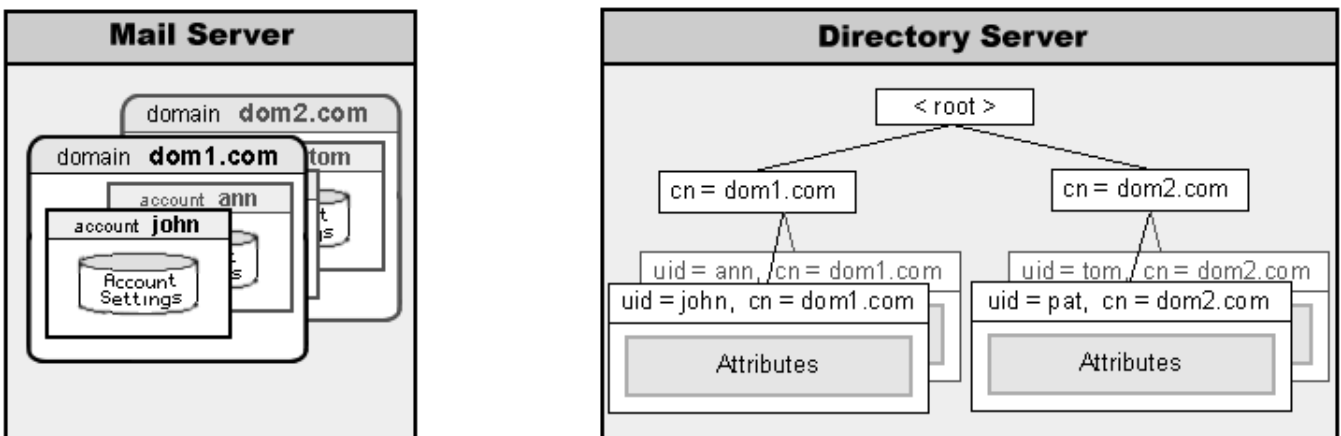 Mail Server
domain dom2.com
tom
domain dom1.com
account ann
account john
Account
Settings
Directory Server
< root >
cn = dom1.com
cn = dom2.com
uid = ann, cn = dom1.com
uid = john, cn = dom1.com
Attributes
uid = tom, cn = dom2.com
uid = pat, cn = dom2.com
Attributes